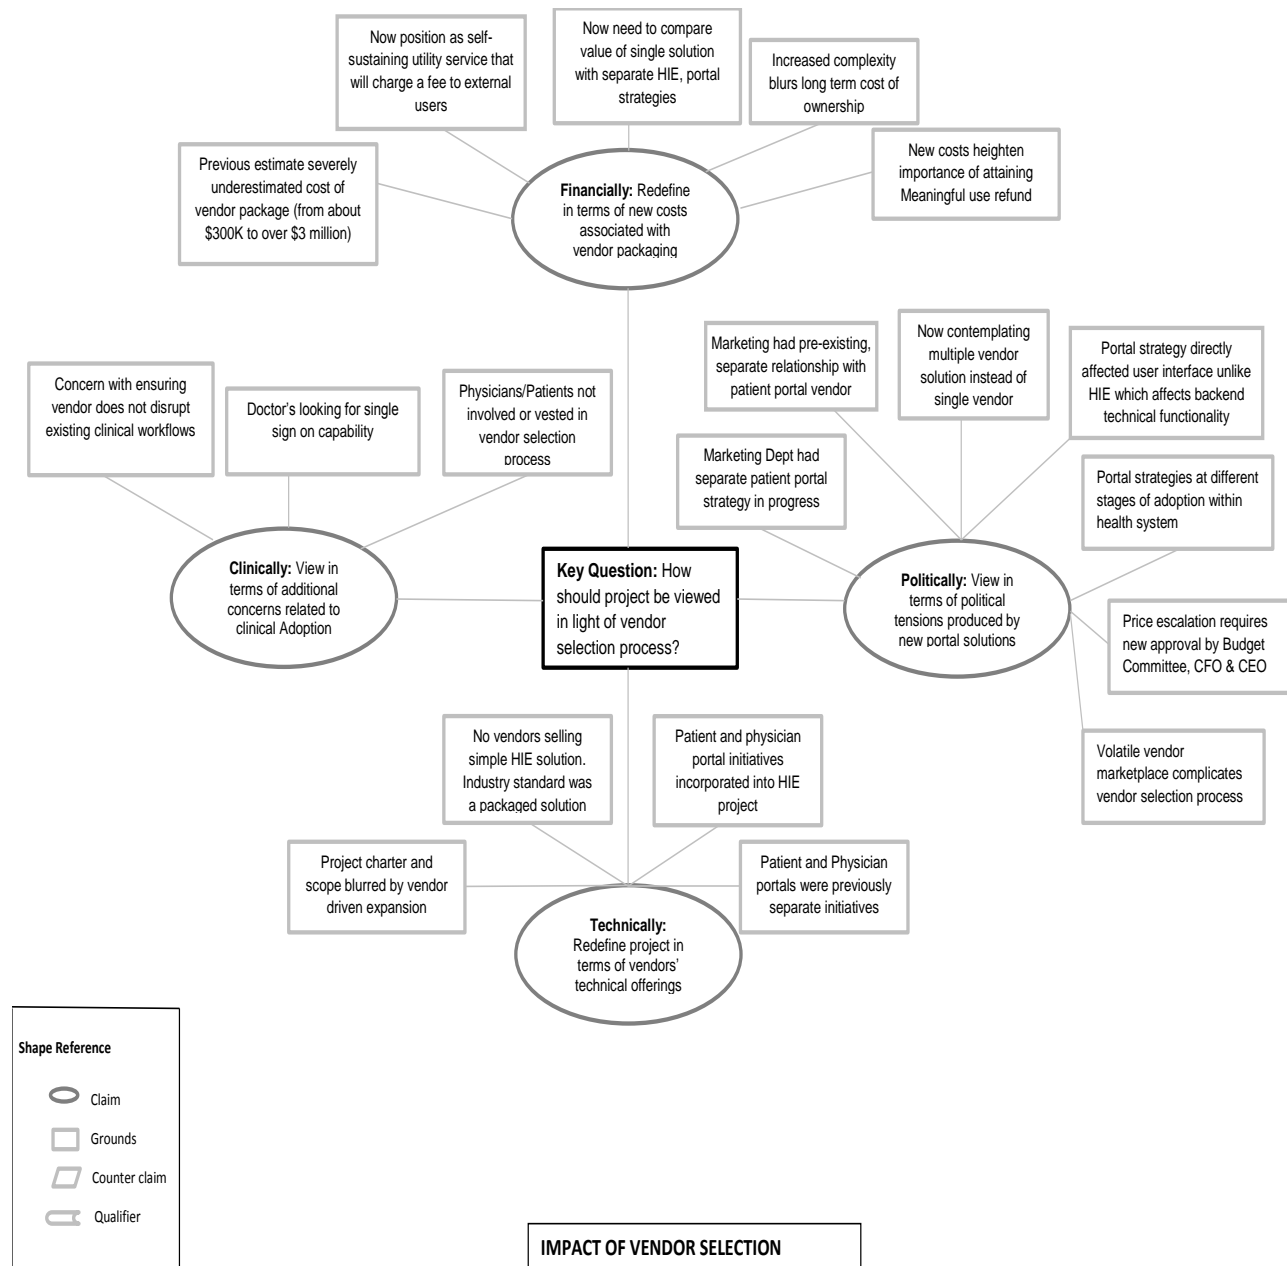 Now position as self-
sustaining utility service that
will charge a fee to external
users
Now need to compare
value of single solution
with separate HIE, portal
strategies
Increased complexity
blurs long term cost of
ownership
Previous estimate severely
underestimated cost of
vendor package (from about
$300K to over $3 million)
New costs heighten
importance of attaining
Meaningful use refund
Financially: Redefine
in terms of new costs
associated with
vendor packaging
Concern with ensuring
vendor does not disrupt
existing clinical workflows
Doctor's looking for single
sign on capability
Physicians/Patients not
involved or vested in
vendor selection
process
Marketing had pre-existing,
separate relationship with
patient portal vendor
Now contemplating
multiple vendor
solution instead of
single vendor
Portal strategy directly
affected user interface unlike
HIE which affects backend
technical functionality
Marketing Dept had
separate patient portal
strategy in progress
Portal strategies at different
stages of adoption within
health system
Clinically: View in
terms of additional
concerns related to
clinical Adoption
Key Question: How
should project be viewed
in light of vendor
selection process?
Politically: View in
terms of political
tensions produced by
new portal solutions
Price escalation requires
new approval by Budget
Committee, CFO & CEO
Volatile vendor
marketplace complicates
vendor selection process
No vendors selling
simple HIE solution.
Industry standard was
a packaged solution
Patient and physician
portal initiatives
incorporated into HIE
project
Project charter and
scope blurred by vendor
driven expansion
Patient and Physician
portals were previously
separate initiatives
Technically:
Redefine project in
terms of vendors'
technical offerings
Shape Reference
Claim
Grounds
Counter claim
Qualifier
IMPACT OF VENDOR SELECTION